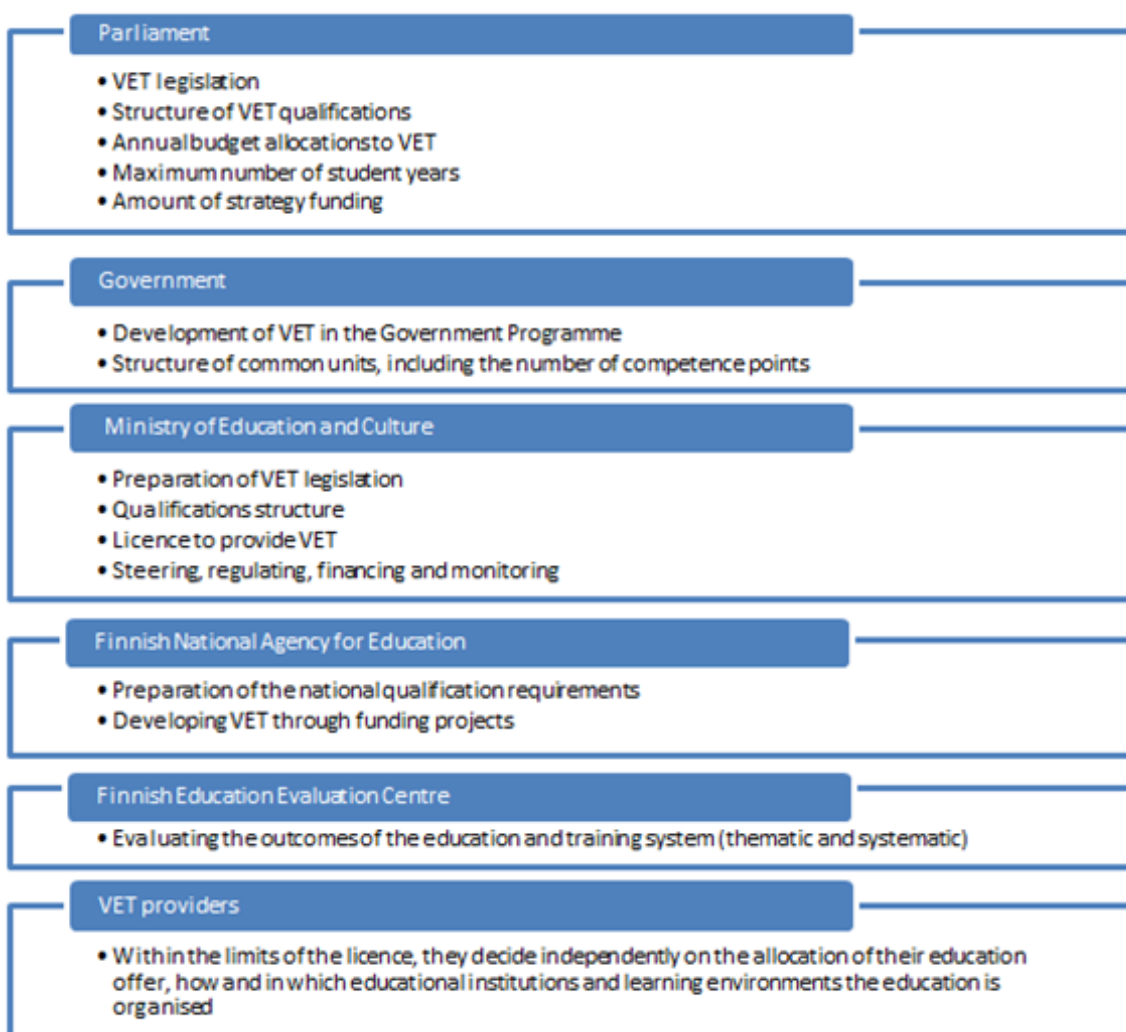 Parliament
• VET legislation
• Structure of VET qualifications
• Annual budget allocations to VET
• Maximum number of student years
• Amount of strategy funding
Government
• Development of VET in the Government Programme
• Structure of common units, including the number of competence points
Ministry of Education and Culture
• Preparation of VET legislation
• Qualifications structure
• Licence to provide VET
• Steering, regulating, financing and monitoring
Finnish National Agency for Education
• Preparation of the national qualification requirements
• Developing VET through funding projects
Finnish Education Evaluation Centre
• Evaluating the outcomes of the education and training system (thematic and systematic)
VET providers
• Within the limits of the licence, they decide independently on the allocation of their education
offer, how and in which educational institutions and learning environments the education is
organised